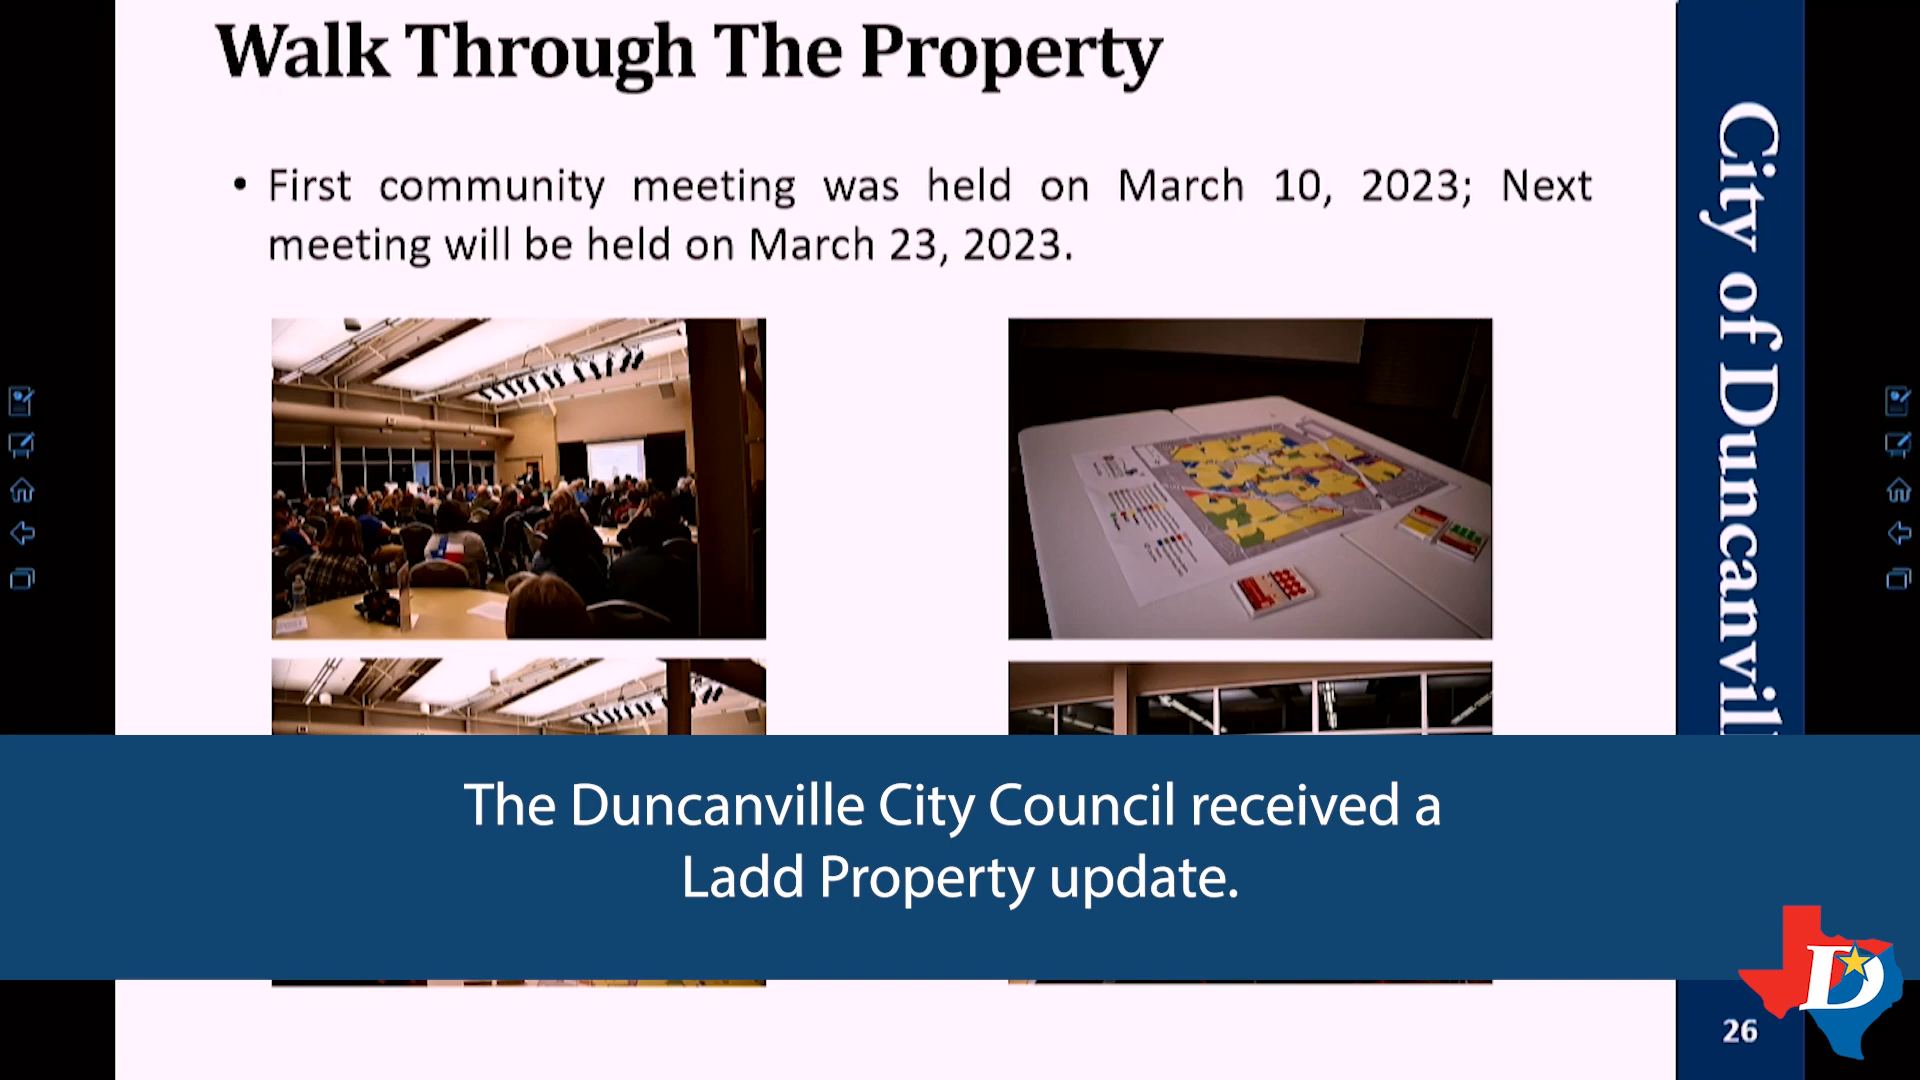 Walk Through The Property
• First community meeting was held on March 10, 2023; Next
meeting will be held on March 23, 2023.
City of Duncanvill
The Duncanville City Council received a
Ladd Property update.
D
26